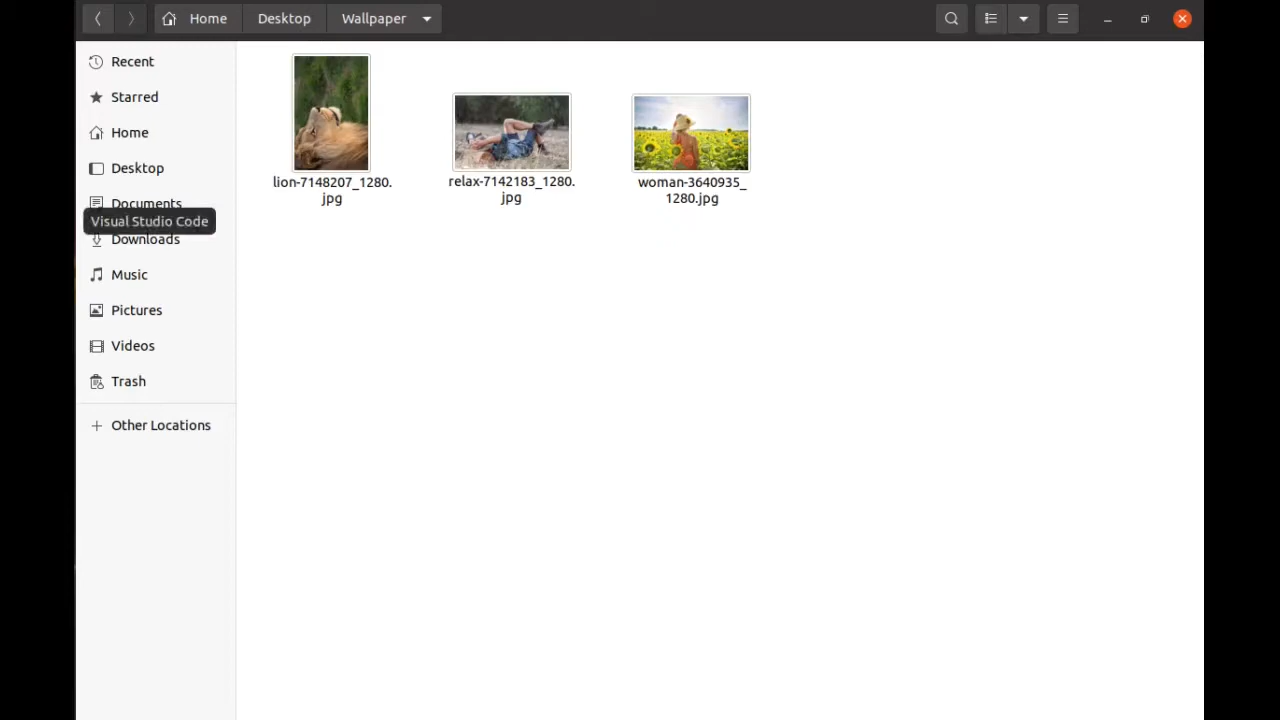 Home Desktop Wallpaper
Recent
Starred
Home
Desktop
Documents
Visual Studio Code
Downloads
Music
Pictures
Videos
Trash
Other Locations
lion-7148207_1280.
jpg
relax-7142183_1280.
jpg
woman-3640935_
1280.jpg